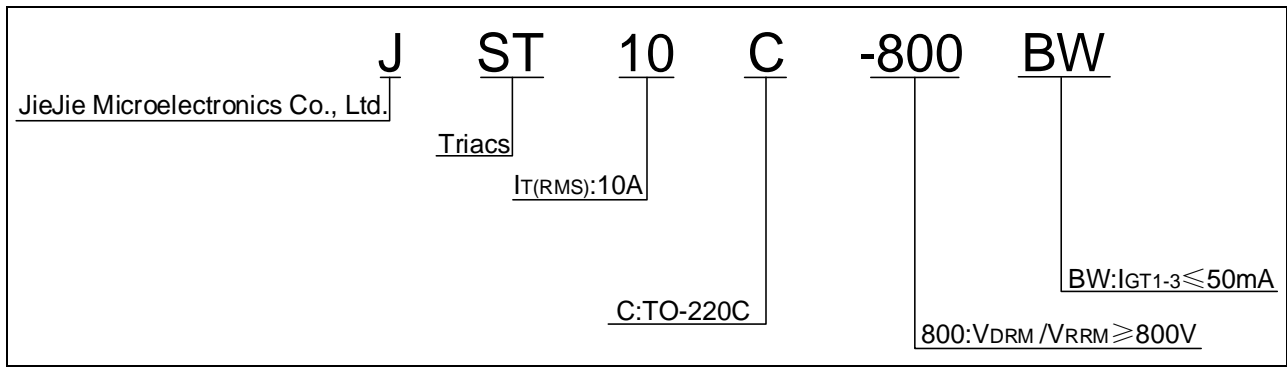 J ST 10 C -800 BW
JieJie Microelectronics Co., Ltd.
Triacs
IT(RMS):10A
BW:IGT1-3≤50mA
C:TO-220C
800:VDRM /VRRM≥800V